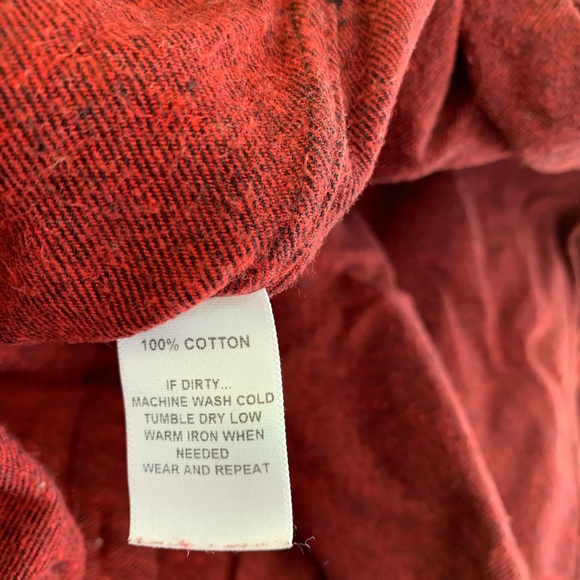 100% COTTON
IF DIRTY...
MACHINE WASH COLD
TUMBLE DRY LOW
WARM IRON WHEN
NEEDED
WEAR AND REPEAT